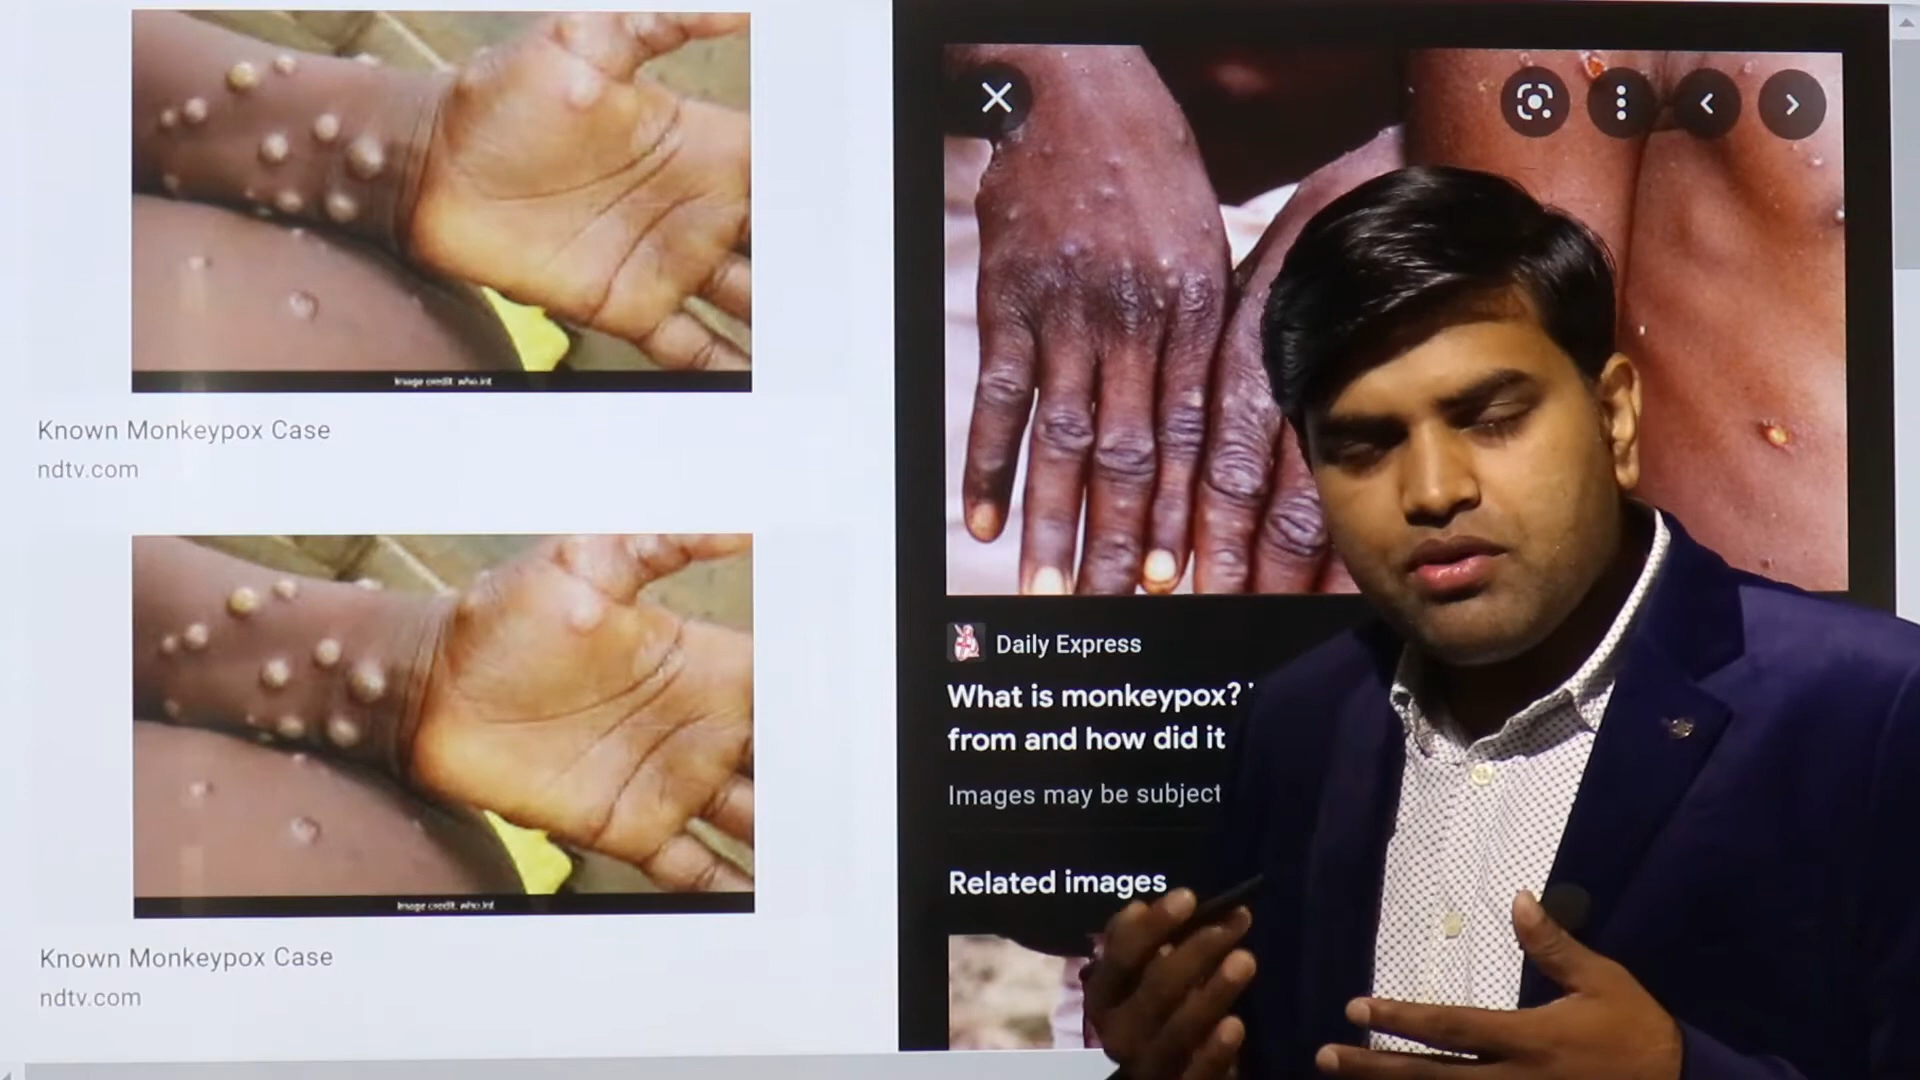 Image credit: who.int
Known Monkeypox Case
ndtv.com
Image credit: who.int
Known Monkeypox Case
ndtv.com
Daily Express
What is monkeypox?
from and how did it
Images may be subject
Related images